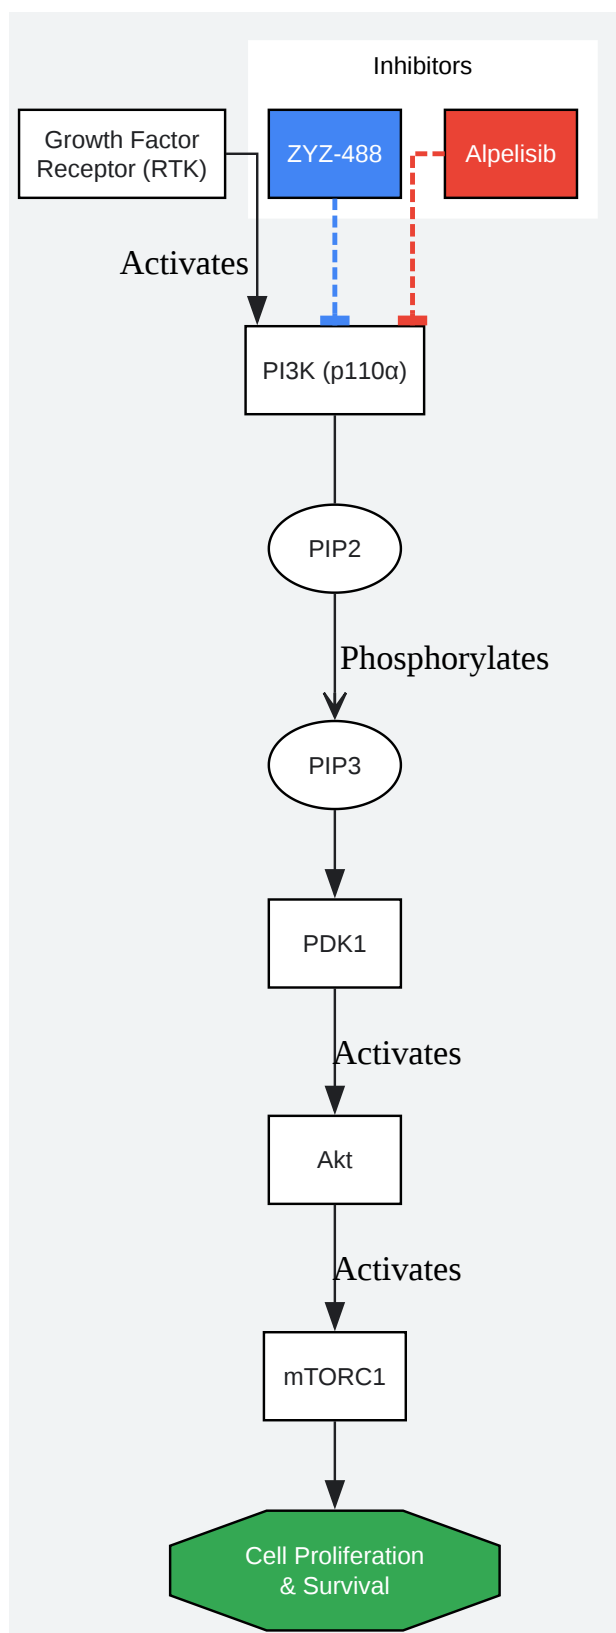 Inhibitors
Growth Factor
Receptor (RTK)
ZYZ-488
Alpelisib
Activates
PI3K (p110α)
PIP2
Phosphorylates
PIP3
PDK1
Activates
Akt
Activates
mTORC1
Cell Proliferation
& Survival